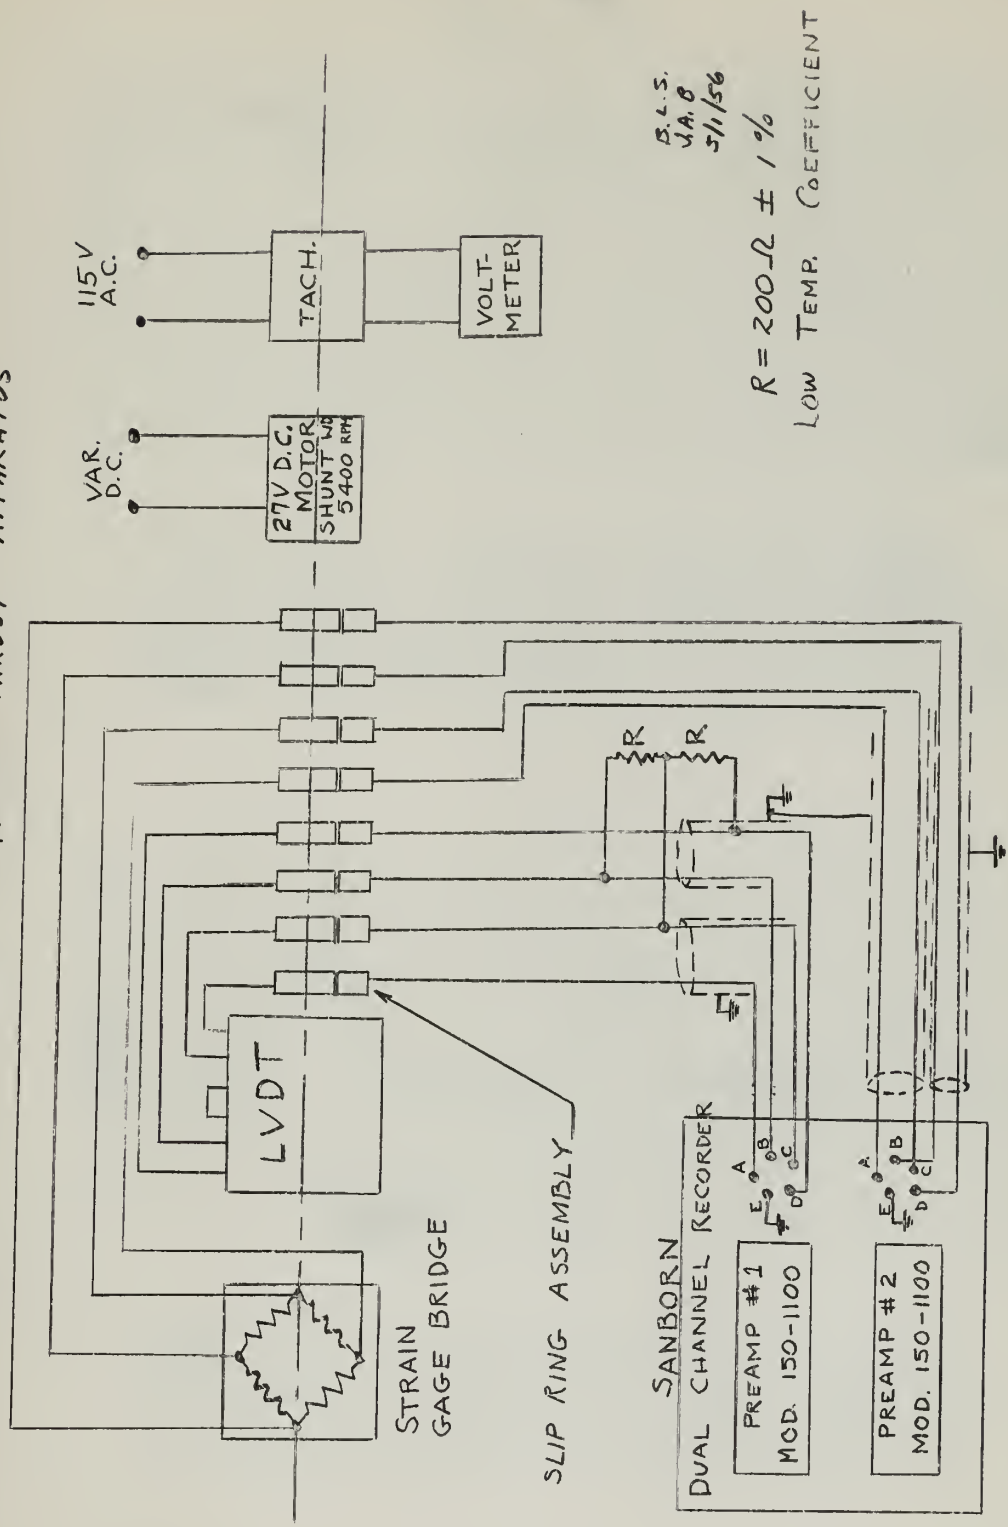 115 V
A.C.
VAR.
D.C.
TACH.
VOLT-
METER
27V D.C.
MOTOR
SHUNT WD
5400 RPM
B.L.S.
J.A.B
5/1/56
R = 200Ω ± 1%
LOW TEMP. COEFFICIENT
R
R
LVDT
STRAIN
GAGE BRIDGE
SLIP RING ASSEMBLY
SANBORN
DUAL CHANNEL RECORDER
PREAMP #1
MOD. 150-1100
A
B
C
D
E
PREAMP #2
MOD. 150-1100
A
B
C
D
E